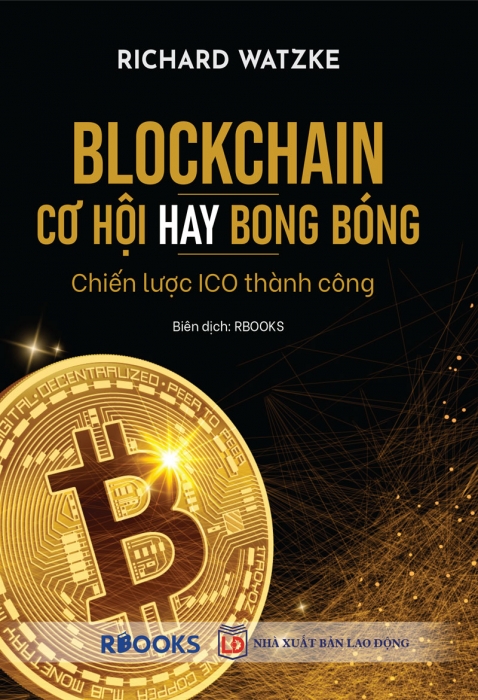 RICHARD WATZKE
BLOCKCHAIN
CƠ HỘI HAY BONG BÓNG
Chiến lược ICO thành công
Biên dịch: RBOOKS
DIGITAL • DECENTRALIZED • PEER TO PEER
RBOOKS LĐ NHÀ XUẤT BẢN LAO ĐỘNG